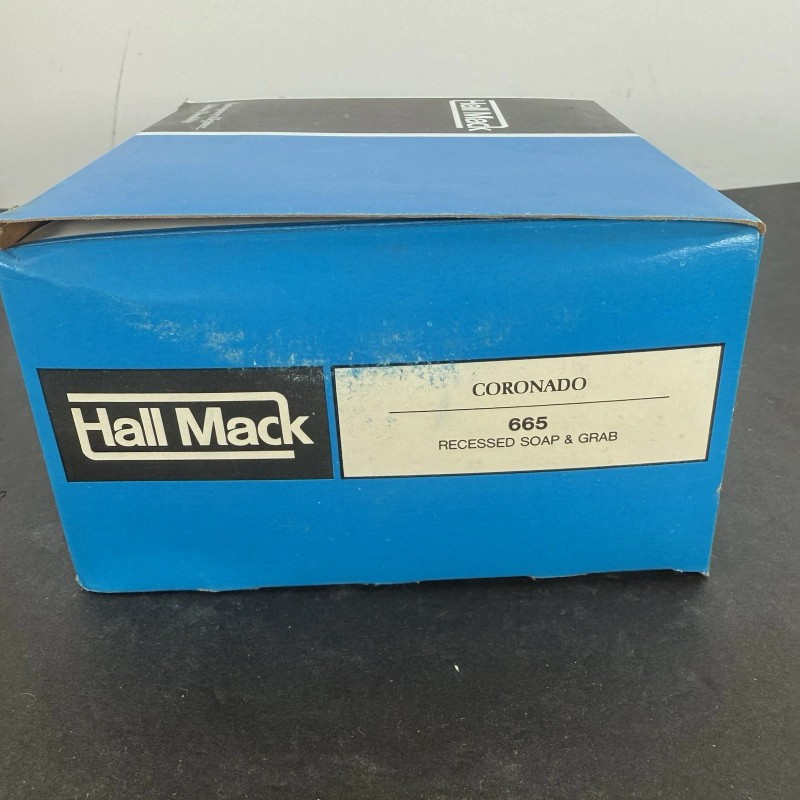 Hall Mack
Hall Mack
CORONADO
665
RECESSED SOAP & GRAB